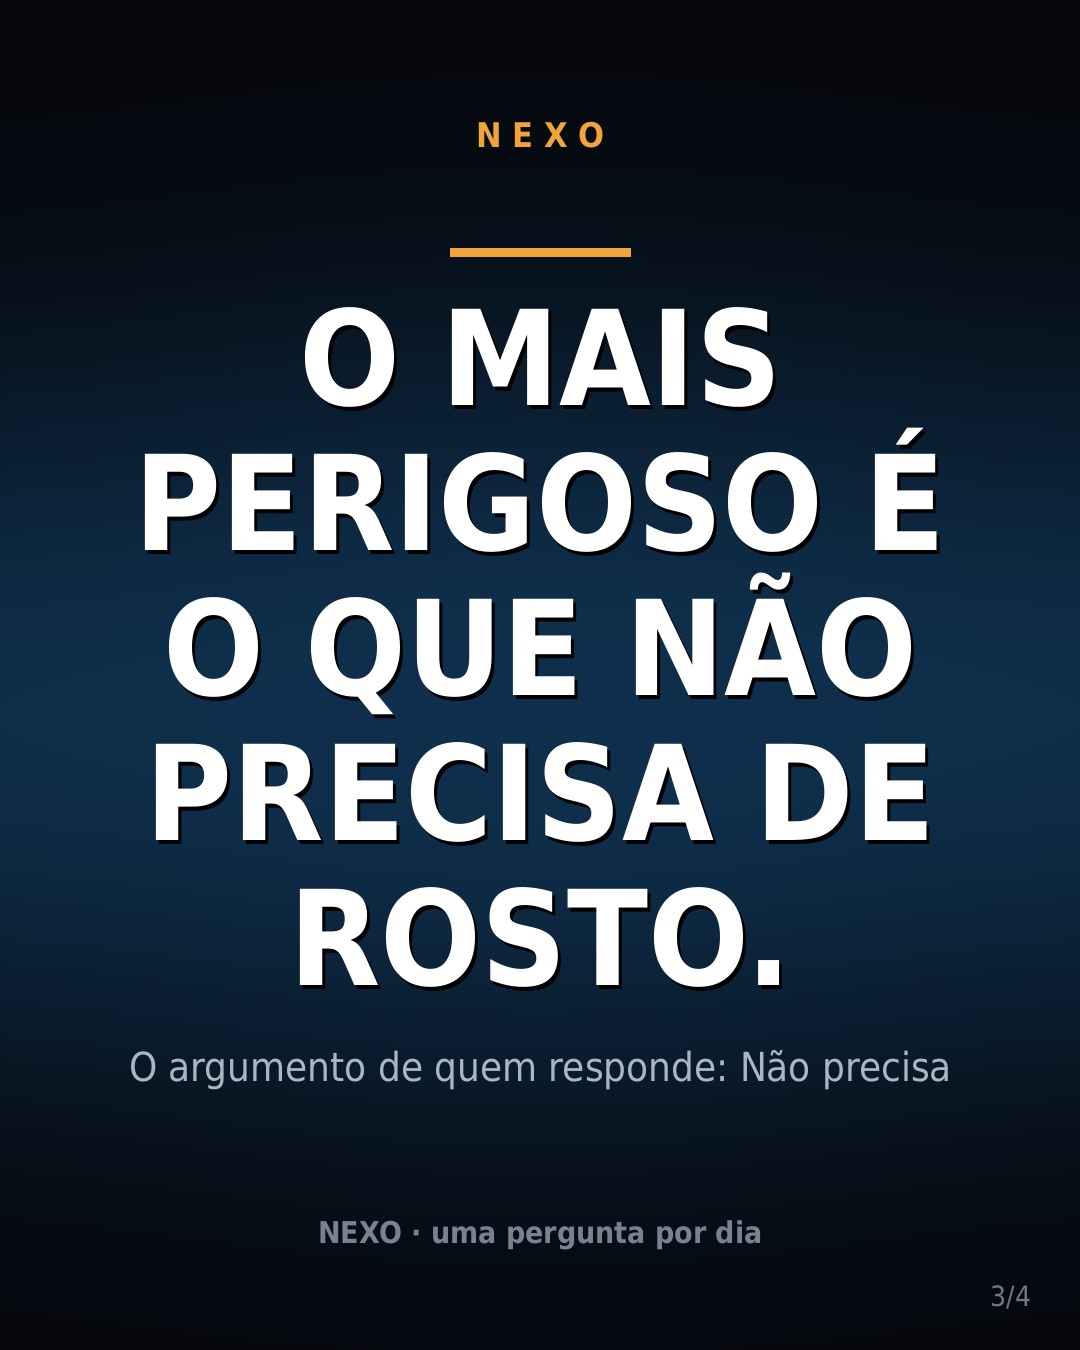 NEXO
O MAIS
PERIGOSO É
O QUE NÃO
PRECISA DE
ROSTO.
O argumento de quem responde: Não precisa
NEXO · uma pergunta por dia
3/4